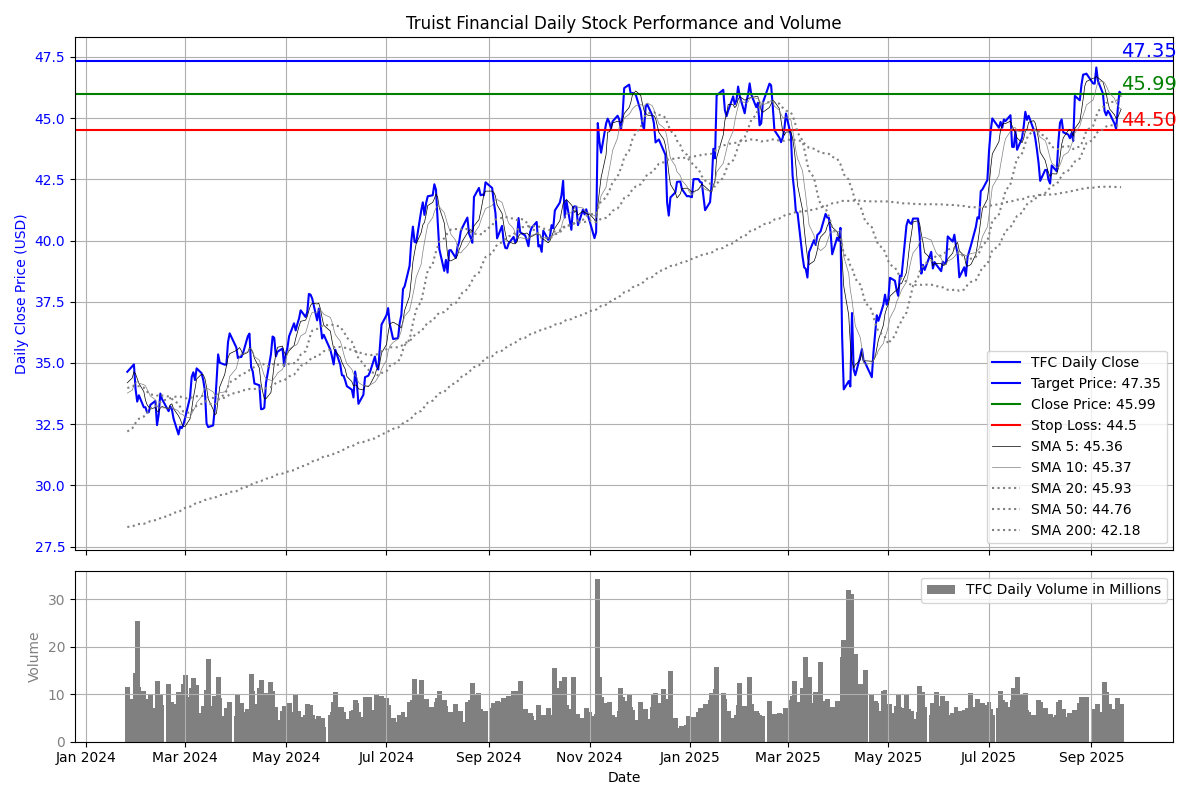 Truist Financial Daily Stock Performance and Volume
47.5
45.0
42.5
40.0
37.5
35.0
32.5
30.0
27.5
Daily Close Price (USD)
47.35
45.99
44.50
TFC Daily Close
Target Price: 47.35
Close Price: 45.99
Stop Loss: 44.5
SMA 5: 45.36
SMA 10: 45.37
SMA 20: 45.93
SMA 50: 44.76
SMA 200: 42.18
TFC Daily Volume in Millions
30
20
10
0
Volume
Jan 2024 Mar 2024 May 2024 Jul 2024 Sep 2024 Nov 2024 Jan 2025 Mar 2025 May 2025 Jul 2025 Sep 2025
Date